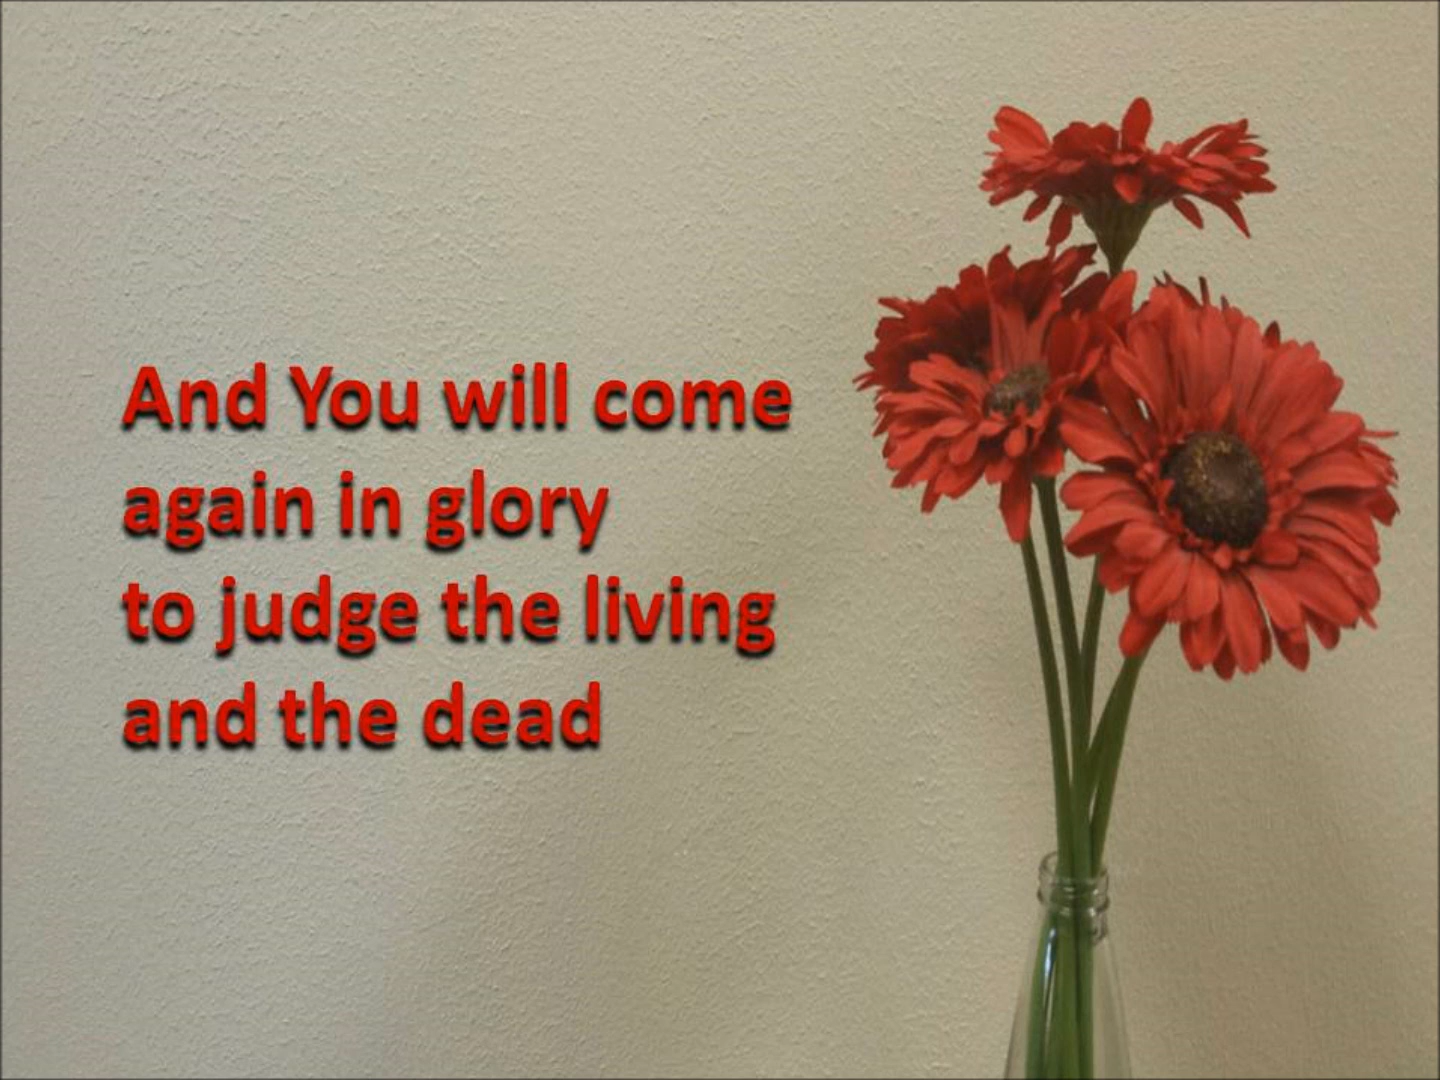 And You will come
again in glory
to judge the living
and the dead